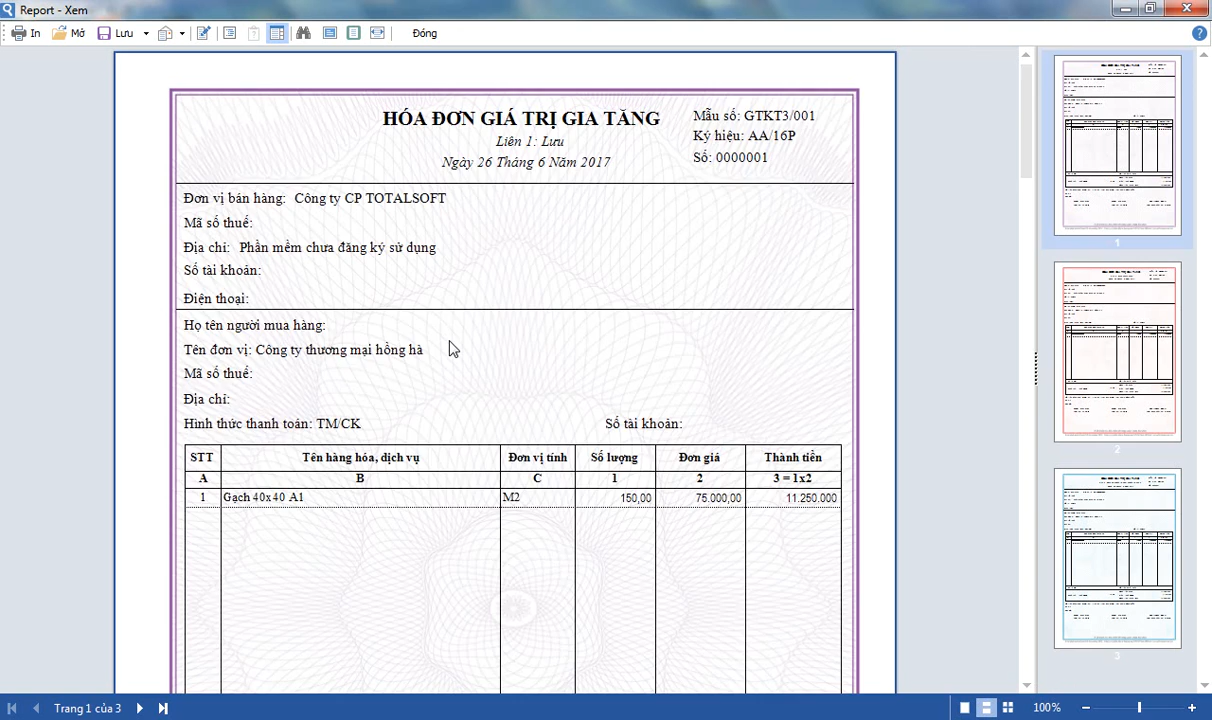 Report - Xem
In Mở Lưu Đóng
HÓA ĐƠN GIÁ TRỊ GIA TĂNG
Liên 1: Lưu
Ngày 26 Tháng 6 Năm 2017
Mẫu số: GTKT3/001
Ký hiệu: AA/16P
Số: 0000001
Đơn vị bán hàng: Công ty CP TOTALSOFT
Mã số thuế:
Địa chỉ: Phần mềm chưa đăng ký sử dụng
Số tài khoản:
Điện thoại:
Họ tên người mua hàng:
Tên đơn vị: Công ty thương mại hồng hà
Mã số thuế:
Địa chỉ:
Hình thức thanh toán: TM/CK Số tài khoản:
STT Tên hàng hóa, dịch vụ Đơn vị tính Số lượng Đơn giá Thành tiền
A B C 1 2 3 = 1x2
1 Gạch 40x40 A1 M2 150,00 75.000,00 11.250.000
1
2
3
Trang 1 của 3 100%